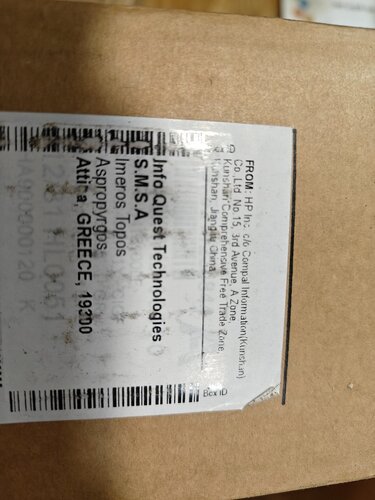 FROM: HP Inc. c/o Compal Information(Kunshan)
Co.,Ltd. No.15, 3rd Avenue, A Zone,
Kunshan Comprehensive Free Trade Zone,
Kunshan, Jiangsu China,
Box ID
Info Quest Technologies
S.M.S.A
Imeros Topos
Aspropyrgos
Attica, GREECE, 19300